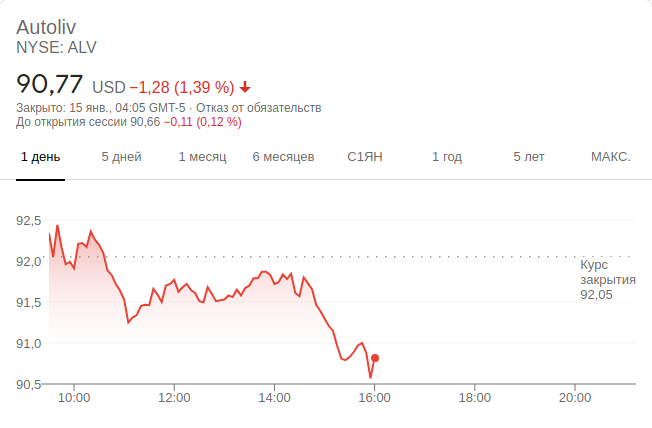 Autoliv
NYSE: ALV
90,77 USD −1,28 (1,39 %)
Закрыто: 15 янв., 04:05 GMT-5 · Отказ от обязательств
До открытия сессии 90,66 −0,11 (0,12 %)
1 день 5 дней 1 месяц 6 месяцев С1ЯН 1 год 5 лет МАКС.
92,5
92,0
Курс
закрытия
92,05
91,5
91,0
90,5
10:00 12:00 14:00 16:00 18:00 20:00